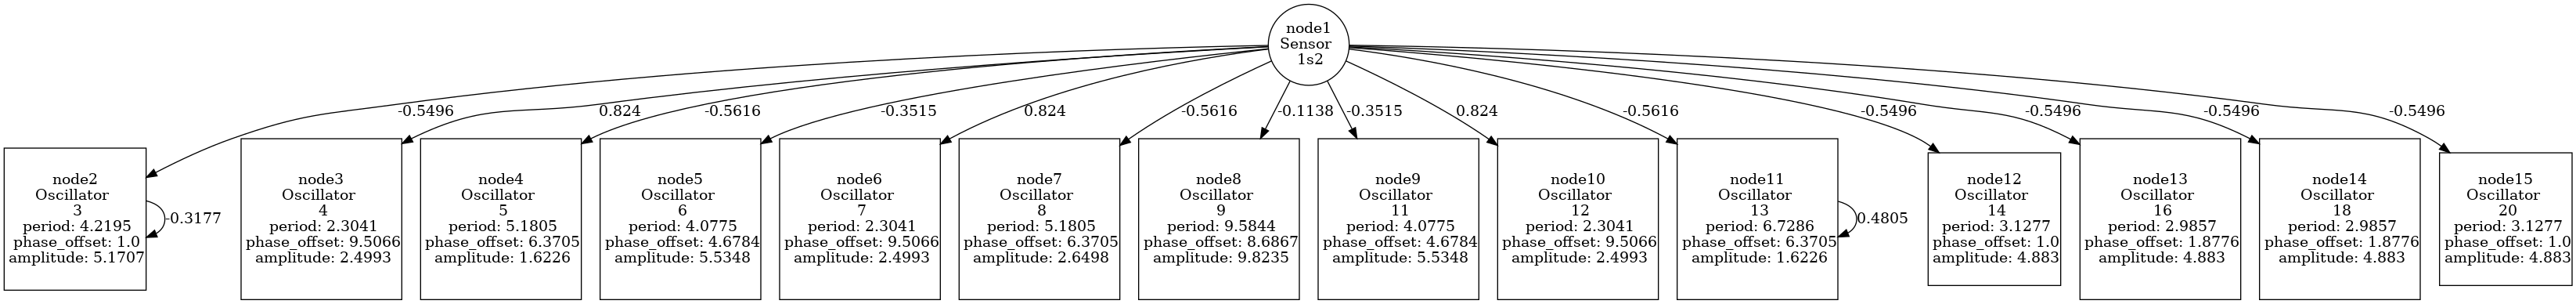 node1
Sensor
1s2
-0.5496
0.824
-0.5616
-0.3515
0.824
-0.5616
-0.1138
-0.3515
0.824
-0.5616
-0.5496
-0.5496
-0.5496
-0.5496
node2
Oscillator
3
period: 4.2195
phase_offset: 1.0
amplitude: 5.1707
-0.3177
node3
Oscillator
4
period: 2.3041
phase_offset: 9.5066
amplitude: 2.4993
node4
Oscillator
5
period: 5.1805
phase_offset: 6.3705
amplitude: 1.6226
node5
Oscillator
6
period: 4.0775
phase_offset: 4.6784
amplitude: 5.5348
node6
Oscillator
7
period: 2.3041
phase_offset: 9.5066
amplitude: 2.4993
node7
Oscillator
8
period: 5.1805
phase_offset: 6.3705
amplitude: 2.6498
node8
Oscillator
9
period: 9.5844
phase_offset: 8.6867
amplitude: 9.8235
node9
Oscillator
11
period: 4.0775
phase_offset: 4.6784
amplitude: 5.5348
node10
Oscillator
12
period: 2.3041
phase_offset: 9.5066
amplitude: 2.4993
node11
Oscillator
13
period: 6.7286
phase_offset: 6.3705
amplitude: 1.6226
0.4805
node12
Oscillator
14
period: 3.1277
phase_offset: 1.0
amplitude: 4.883
node13
Oscillator
16
period: 2.9857
phase_offset: 1.8776
amplitude: 4.883
node14
Oscillator
18
period: 2.9857
phase_offset: 1.8776
amplitude: 4.883
node15
Oscillator
20
period: 3.1277
phase_offset: 1.0
amplitude: 4.883